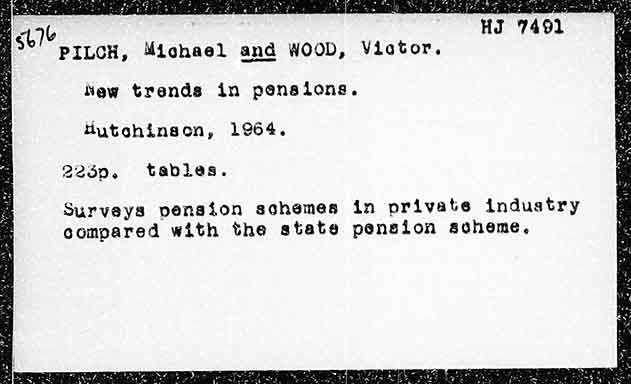 HJ 7491
5676
PILCH, Michael and WOOD, Victor.
New trends in pensions.
Hutchinson, 1964.
223p. tables.
Surveys pension schemes in private industry
compared with the state pension scheme.